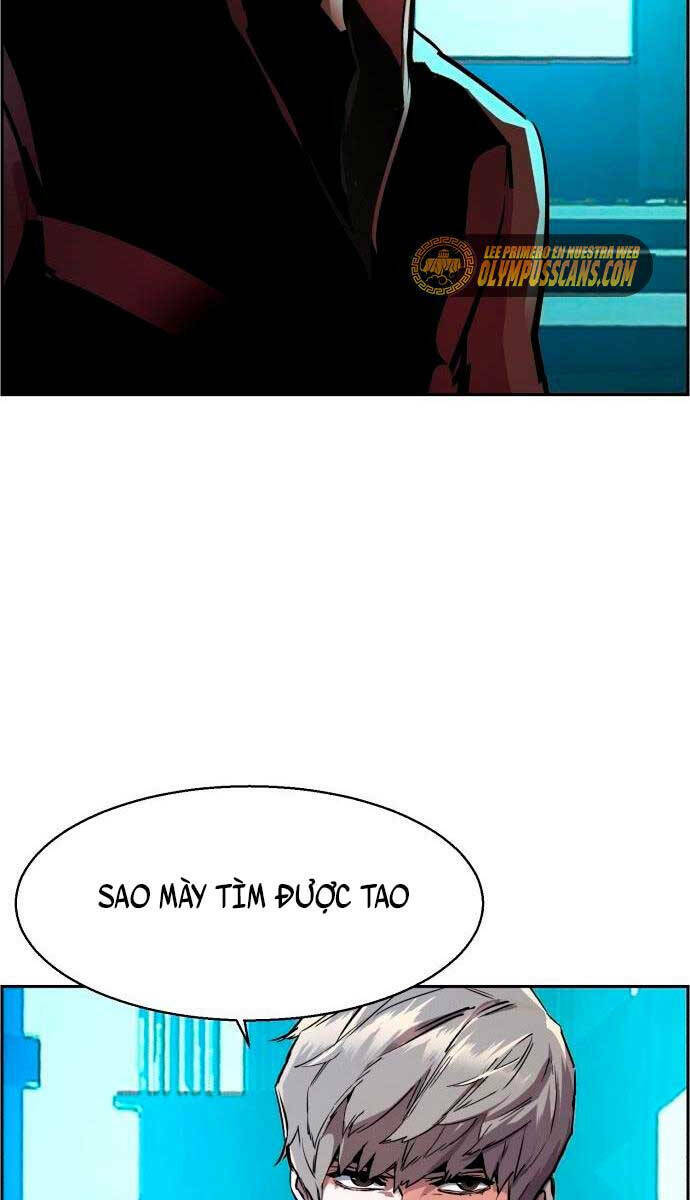 LEE PRIMERO EN NUESTRA WEB
OLYMPUSSCANS.COM
SAO MÀY TÌM ĐƯỢC TAO